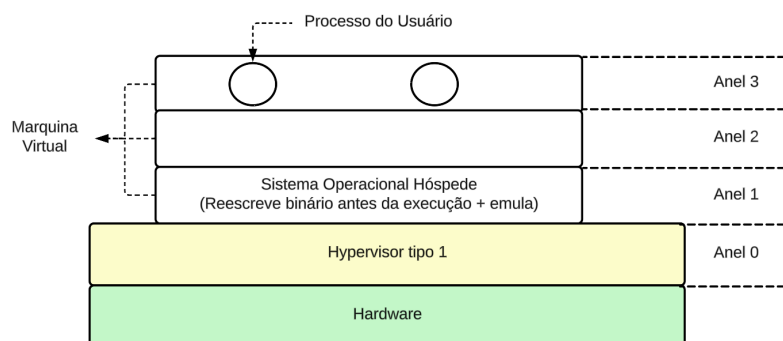 Processo do Usuário
Anel 3
Marquina
Virtual
Anel 2
Sistema Operacional Hóspede
(Reescreve binário antes da execução + emula)
Anel 1
Hypervisor tipo 1
Anel 0
Hardware